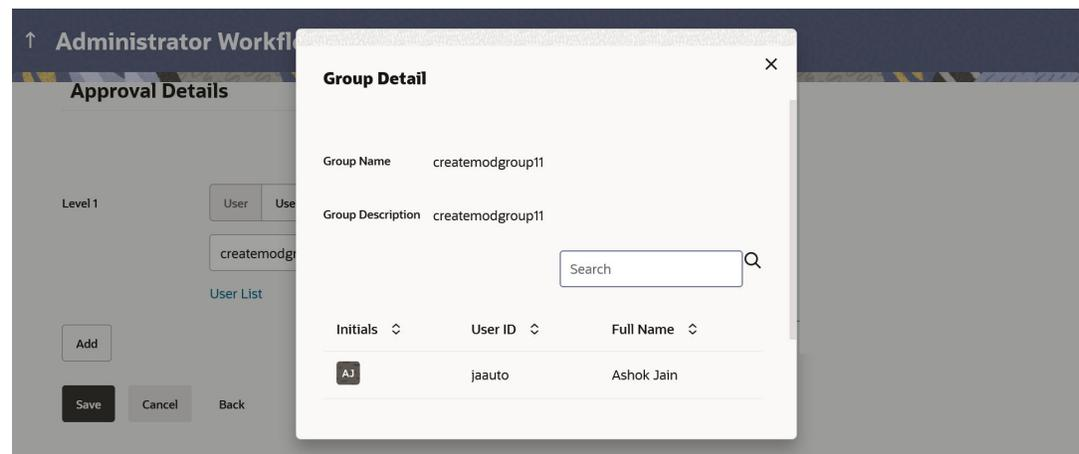 Administrator Workfl
Approval Details
Level 1
User Use
createmodgr
User List
Add
Save Cancel Back
Group Detail
Group Name createmodgroup11
Group Description createmodgroup11
Search
Initials User ID Full Name
AJ jaauto Ashok Jain